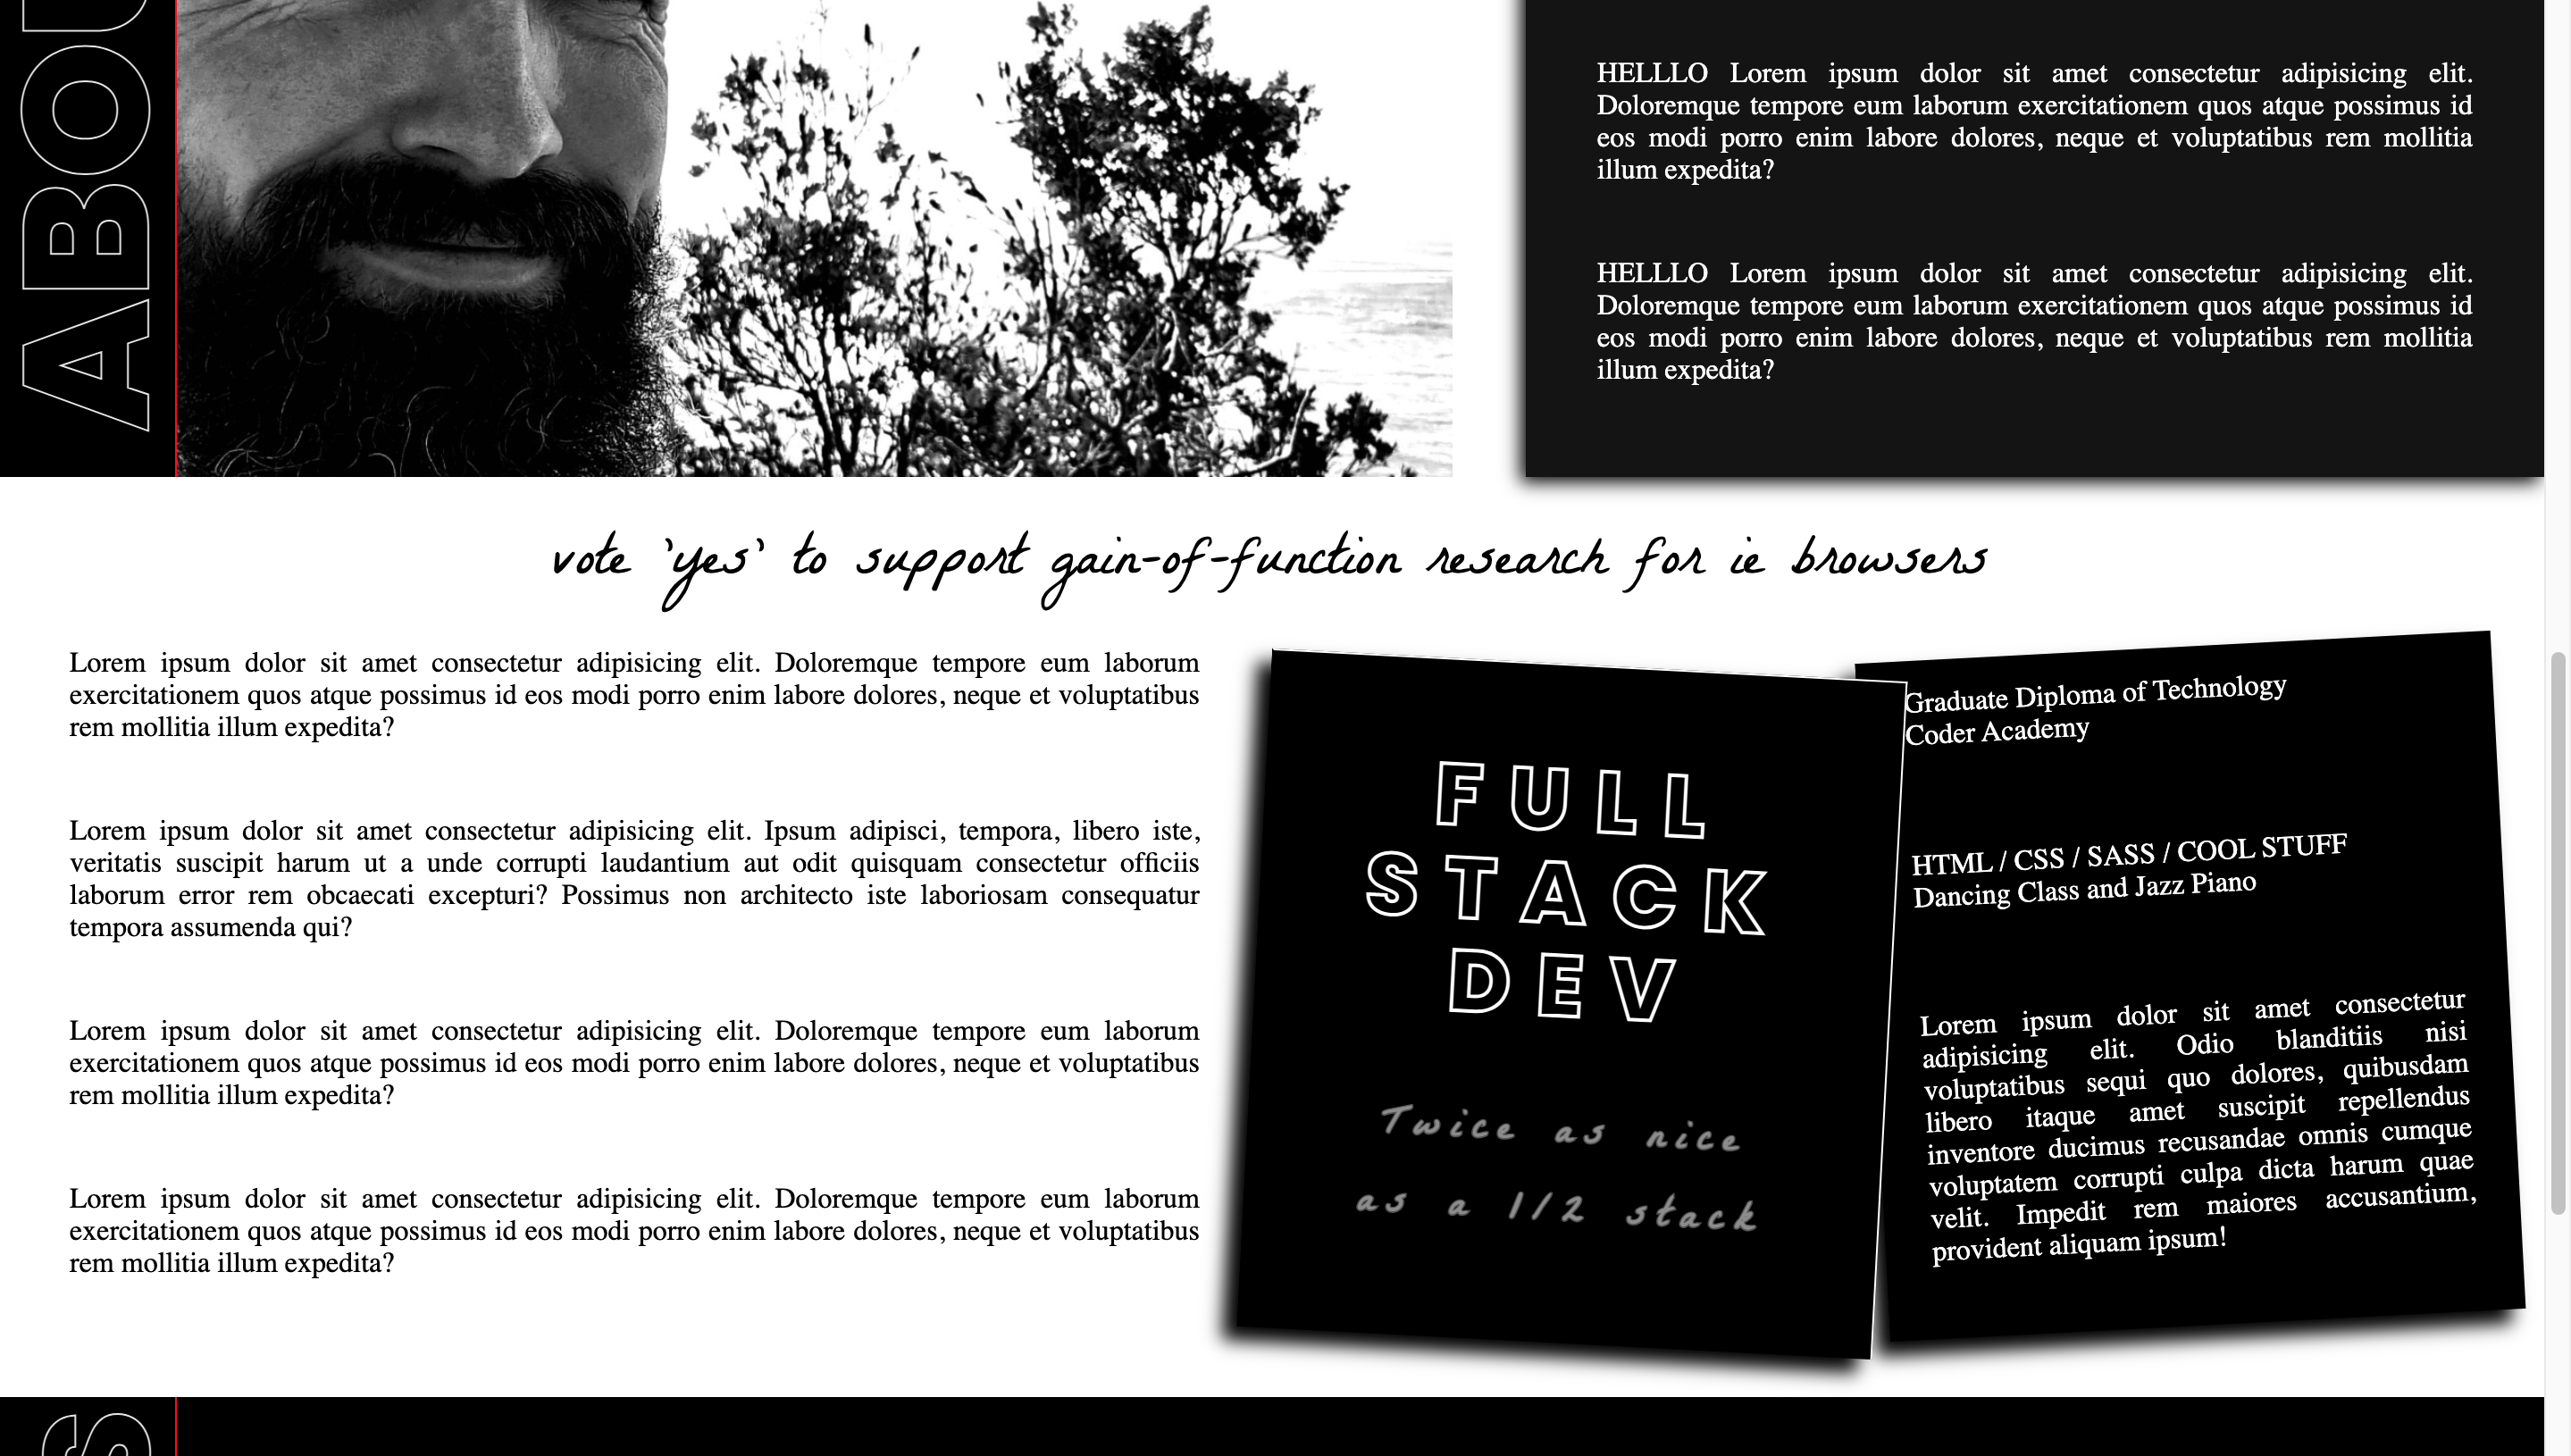 ABOU
HELLLO Lorem ipsum dolor sit amet consectetur adipisicing elit.
Doloremque tempore eum laborum exercitationem quos atque possimus id
eos modi porro enim labore dolores, neque et voluptatibus rem mollitia
illum expedita?
HELLLO Lorem ipsum dolor sit amet consectetur adipisicing elit.
Doloremque tempore eum laborum exercitationem quos atque possimus id
eos modi porro enim labore dolores, neque et voluptatibus rem mollitia
illum expedita?
vote 'yes' to support gain-of-function research for ie browsers
Lorem ipsum dolor sit amet consectetur adipisicing elit. Doloremque tempore eum laborum
exercitationem quos atque possimus id eos modi porro enim labore dolores, neque et voluptatibus
rem mollitia illum expedita?
Lorem ipsum dolor sit amet consectetur adipisicing elit. Ipsum adipisci, tempora, libero iste,
veritatis suscipit harum ut a unde corrupti laudantium aut odit quisquam consectetur officiis
laborum error rem obcaecati excepturi? Possimus non architecto iste laboriosam consequatur
tempora assumenda qui?
Lorem ipsum dolor sit amet consectetur adipisicing elit. Doloremque tempore eum laborum
exercitationem quos atque possimus id eos modi porro enim labore dolores, neque et voluptatibus
rem mollitia illum expedita?
Lorem ipsum dolor sit amet consectetur adipisicing elit. Doloremque tempore eum laborum
exercitationem quos atque possimus id eos modi porro enim labore dolores, neque et voluptatibus
rem mollitia illum expedita?
FULL
STACK
DEV
Twice as nice
as a 1/2 stack
Graduate Diploma of Technology
Coder Academy
HTML / CSS / SASS / COOL STUFF
Dancing Class and Jazz Piano
Lorem ipsum dolor sit amet consectetur
adipisicing elit. Odio blanditiis nisi
voluptatibus sequi quo dolores, quibusdam
libero itaque amet suscipit repellendus
inventore ducimus recusandae omnis cumque
voluptatem corrupti culpa dicta harum quae
velit. Impedit rem maiores accusantium,
provident aliquam ipsum!
S